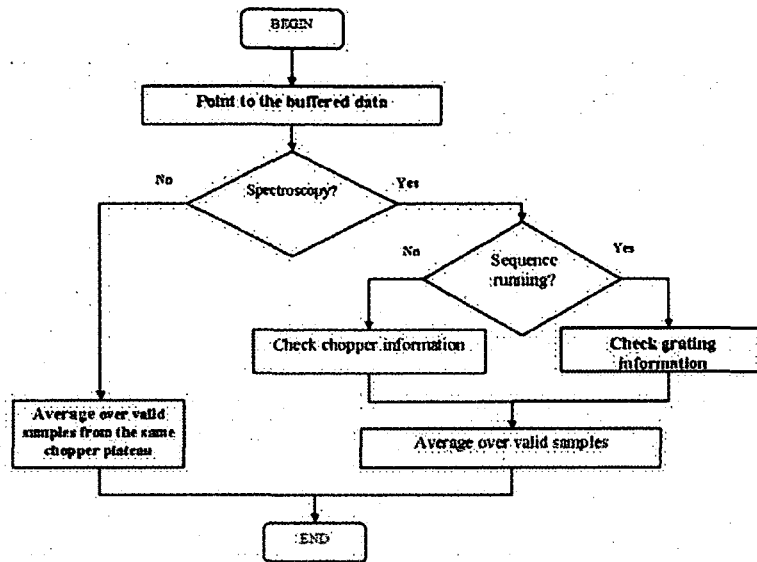 BEGIN
Point to the buffered data
No
Spectroscopy?
Yes
No
Sequence
running?
Yes
Check chopper information
Check grating
information
Average over valid
samples from the same
chopper plateau
Average over valid samples
END